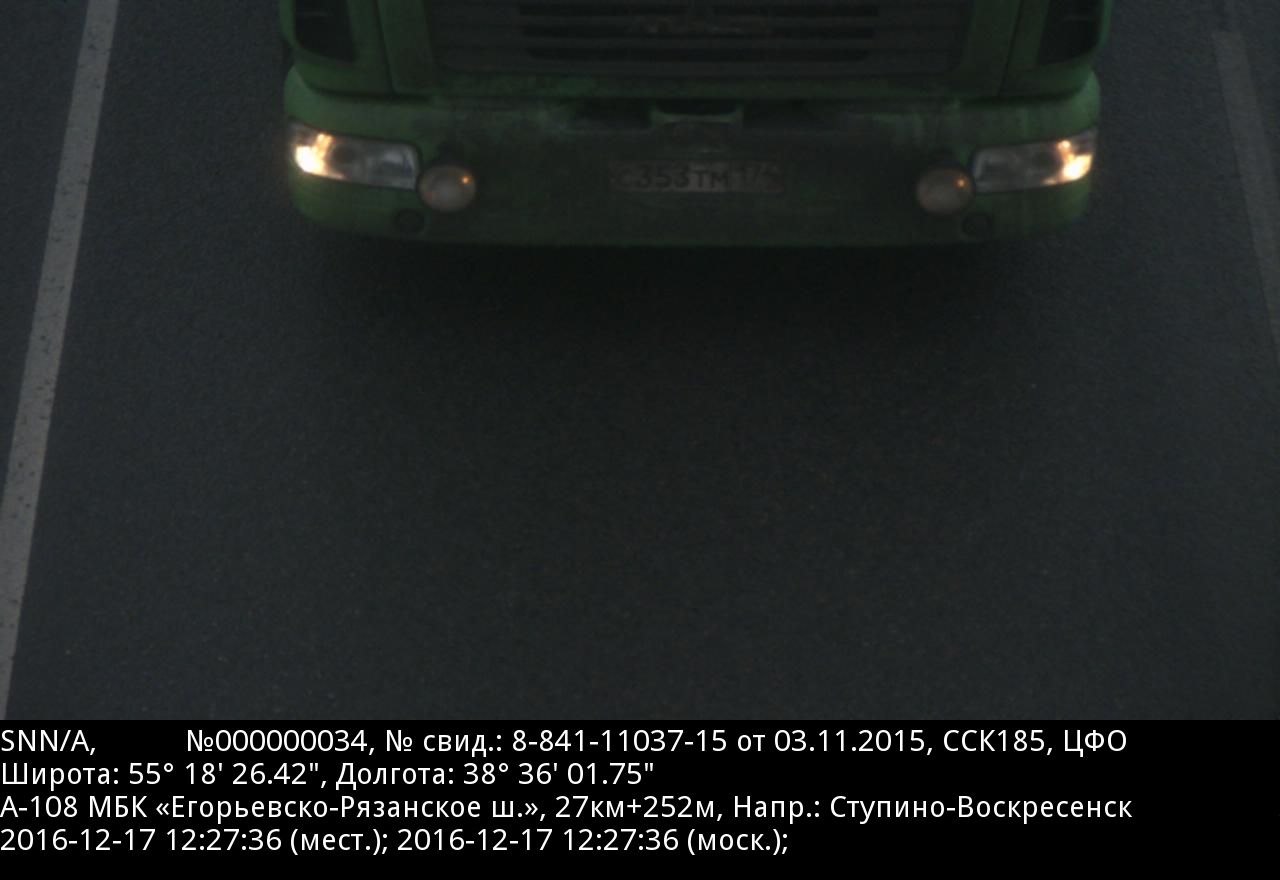 С353ТМ
SNN/A, №000000034, № свид.: 8-841-11037-15 от 03.11.2015, ССК185, ЦФО
Широта: 55° 18' 26.42", Долгота: 38° 36' 01.75"
А-108 МБК «Егорьевско-Рязанское ш.», 27км+252м, Напр.: Ступино-Воскресенск
2016-12-17 12:27:36 (мест.); 2016-12-17 12:27:36 (моск.);